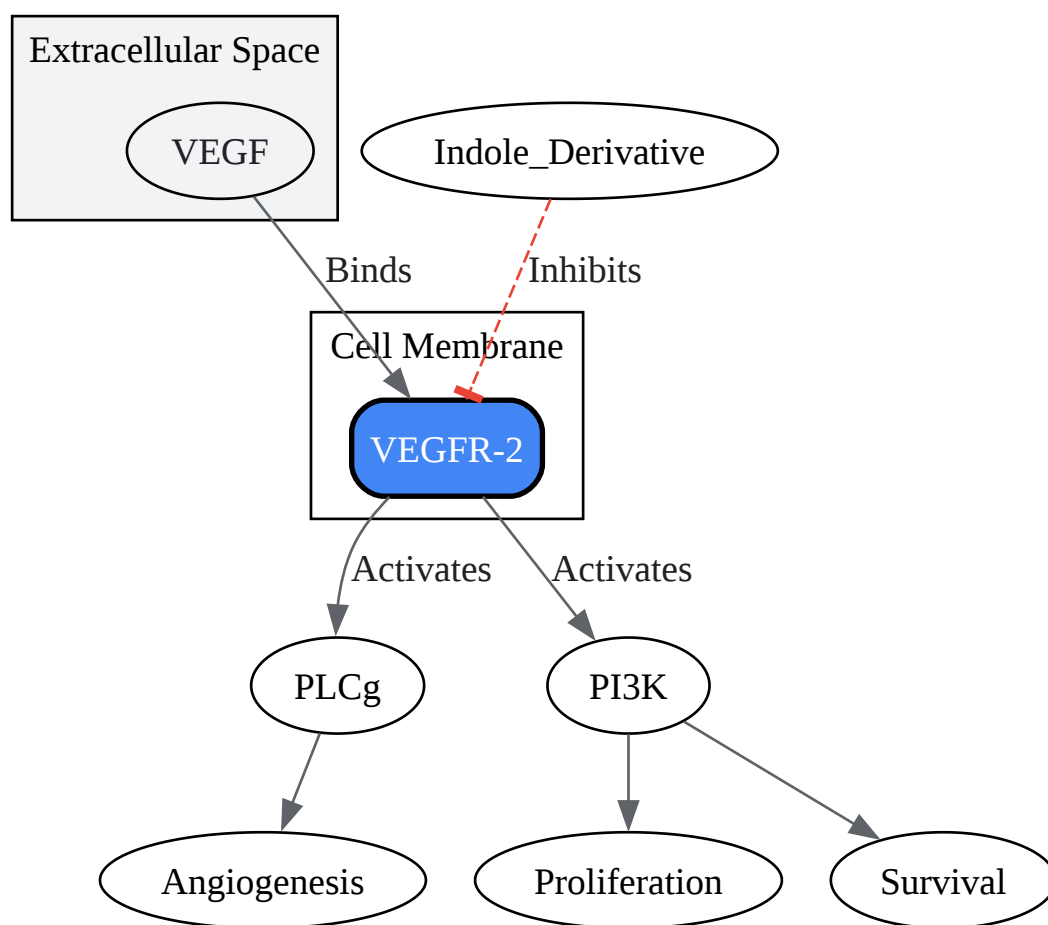 Extracellular Space
VEGF
Indole_Derivative
Binds
Inhibits
Cell Membrane
VEGFR-2
Activates
Activates
PLCg
PI3K
Angiogenesis
Proliferation
Survival